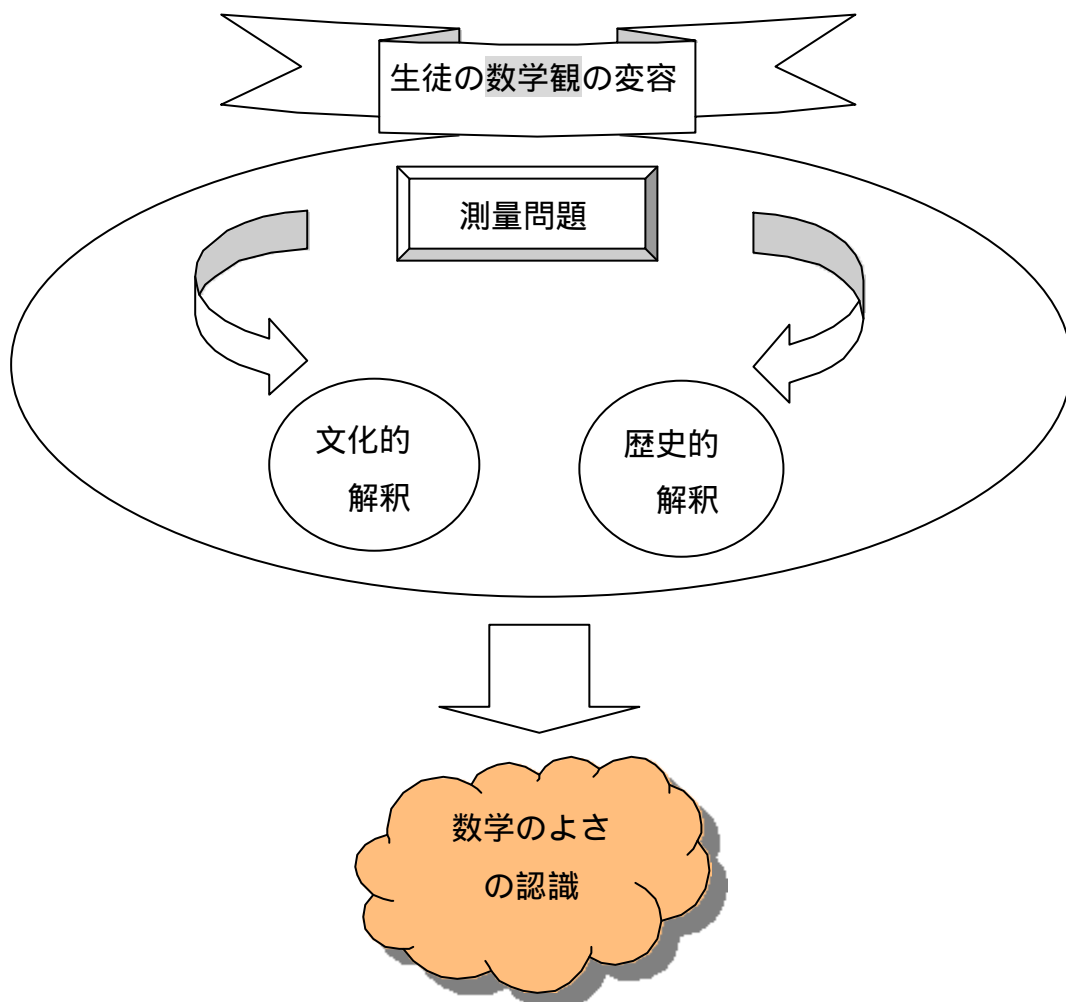 生徒の数学観の変容
測量問題
文化的
解釈
歴史的
解釈
数学のよさ
の認識